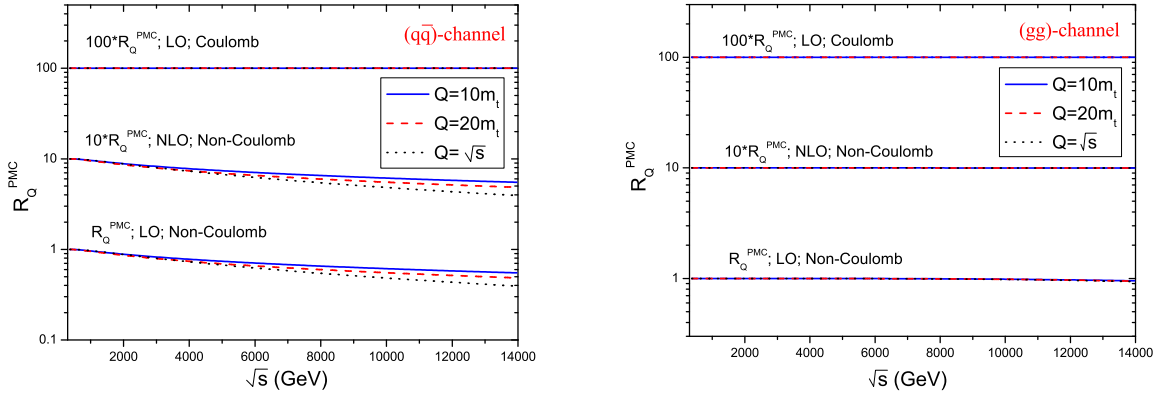 (qq̅)-channel
100*R_Q^PMC; LO; Coulomb
Q=10m_t
Q=20m_t
Q=√s
10*R_Q^PMC; NLO; Non-Coulomb
R_Q^PMC; LO; Non-Coulomb
R_Q^PMC
100
10
1
0.1
2000 4000 6000 8000 10000 12000 14000
√s (GeV)
(gg)-channel
100*R_Q^PMC; LO; Coulomb
Q=10m_t
Q=20m_t
Q=√s
10*R_Q^PMC; NLO; Non-Coulomb
R_Q^PMC; LO; Non-Coulomb
R_Q^PMC
100
10
1
2000 4000 6000 8000 10000 12000 14000
√s (GeV)